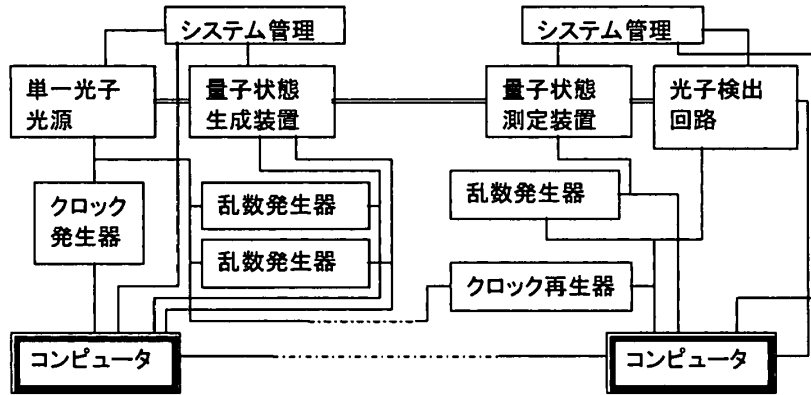 システム管理
システム管理
単一光子
光源
量子状態
生成装置
量子状態
測定装置
光子検出
回路
クロック
発生器
乱数発生器
乱数発生器
乱数発生器
クロック再生器
コンピュータ
コンピュータ